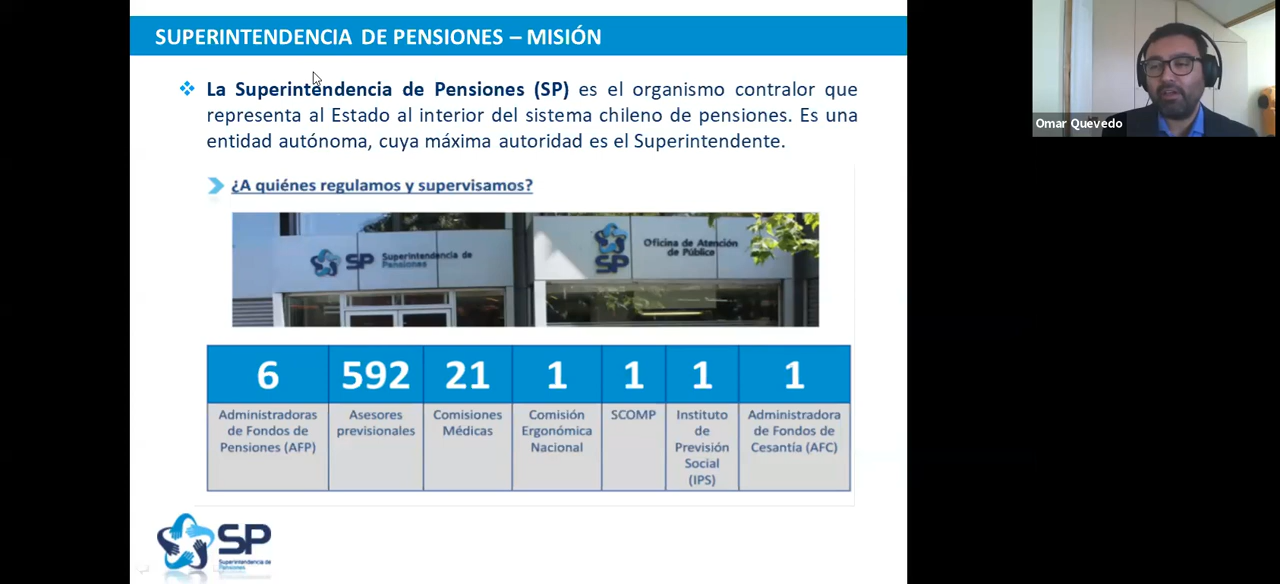 SUPERINTENDENCIA DE PENSIONES – MISIÓN
La Superintendencia de Pensiones (SP) es el organismo contralor que
representa al Estado al interior del sistema chileno de pensiones. Es una
entidad autónoma, cuya máxima autoridad es el Superintendente.
¿A quiénes regulamos y supervisamos?
SP Superintendencia de
Pensiones
SP
Oficina de Atención
de Público
6
Administradoras
de Fondos de
Pensiones (AFP)
592
Asesores
previsionales
21
Comisiones
Médicas
1
Comisión
Ergonómica
Nacional
1
SCOMP
1
Instituto
de
Previsión
Social
(IPS)
1
Administradora
de Fondos de
Cesantía (AFC)
SP
Superintendencia de
Pensiones
Omar Quevedo